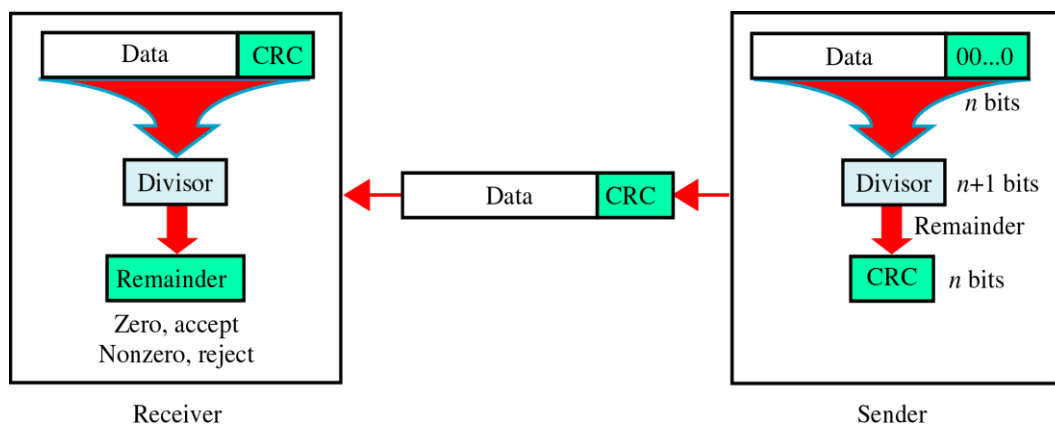 Data CRC
Divisor
Remainder
Zero, accept
Nonzero, reject
Receiver
Data CRC
Data 00...0
n bits
Divisor n+1 bits
Remainder
CRC n bits
Sender